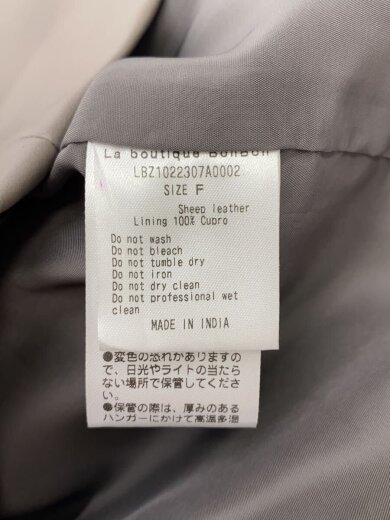 La boutique BonBon
LBZ1022307A0002
SIZE F
Sheep leather
Lining 100% Cupro
Do not wash
Do not bleach
Do not tumble dry
Do not iron
Do not dry clean
Do not professional wet
clean
MADE IN INDIA
●変色の恐れがありますの
で、日光やライトの当たら
ない場所で保管してくださ
い。
●保管の際は、厚みのある
ハンガーにかけて高温多湿